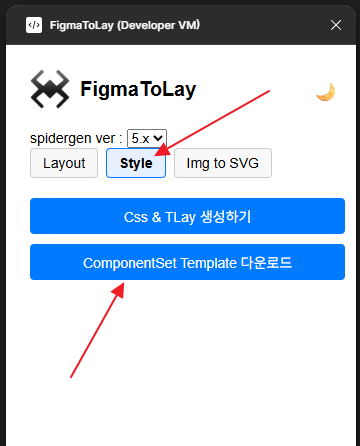 </> FigmaToLay (Developer VM)
FigmaToLay
spidergen ver : 5.x
Layout Style Img to SVG
Css & TLay 생성하기
ComponentSet Template 다운로드